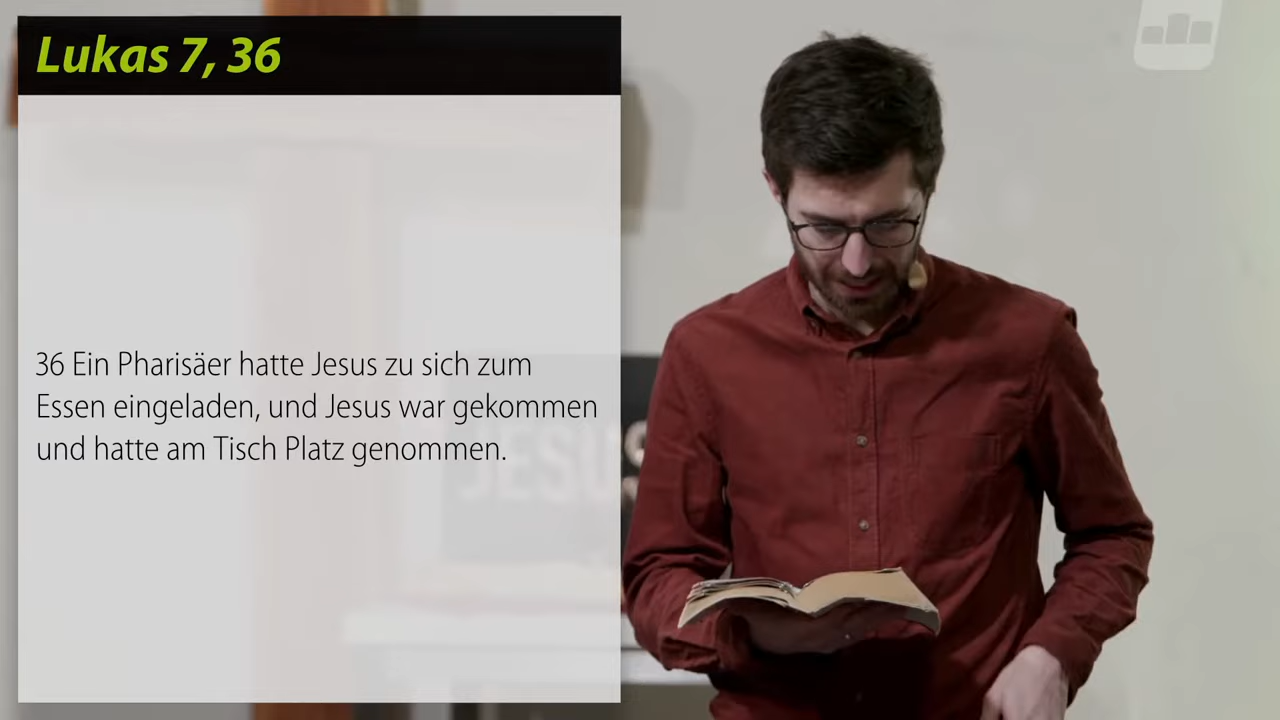 Lukas 7, 36
36 Ein Pharisäer hatte Jesus zu sich zum
Essen eingeladen, und Jesus war gekommen
und hatte am Tisch Platz genommen.
JESU